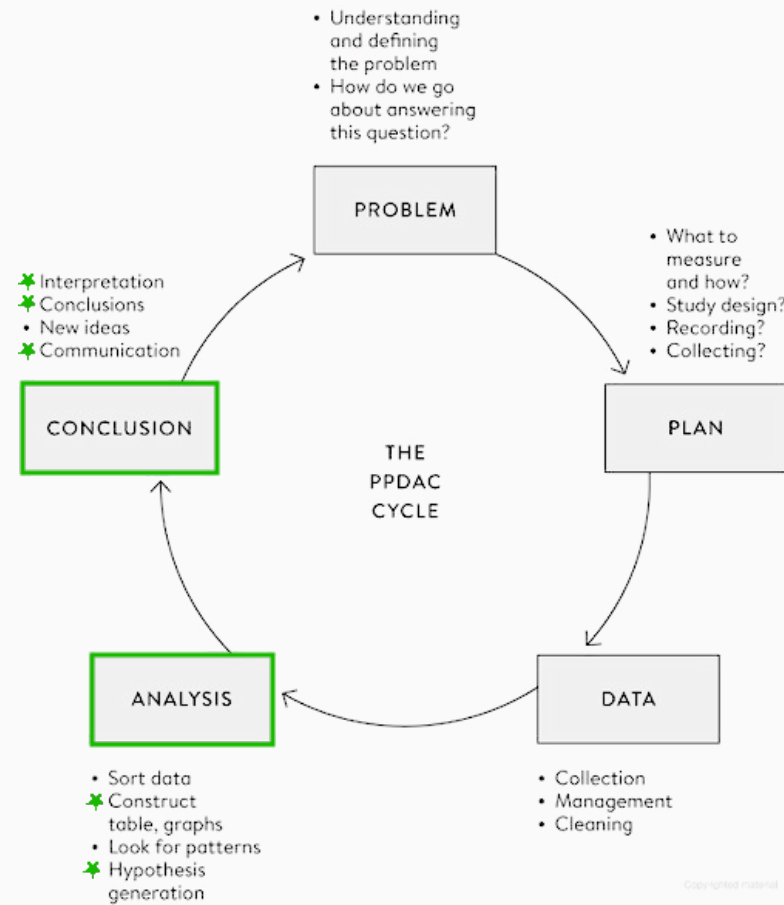 • Understanding
and defining
the problem
• How do we go
about answering
this question?
PROBLEM
• What to
measure
and how?
• Study design?
• Recording?
• Collecting?
PLAN
Interpretation
Conclusions
• New ideas
Communication
CONCLUSION
THE
PPDAC
CYCLE
ANALYSIS
• Sort data
Construct
table, graphs
• Look for patterns
Hypothesis
generation
DATA
• Collection
• Management
• Cleaning
Copyrighted material